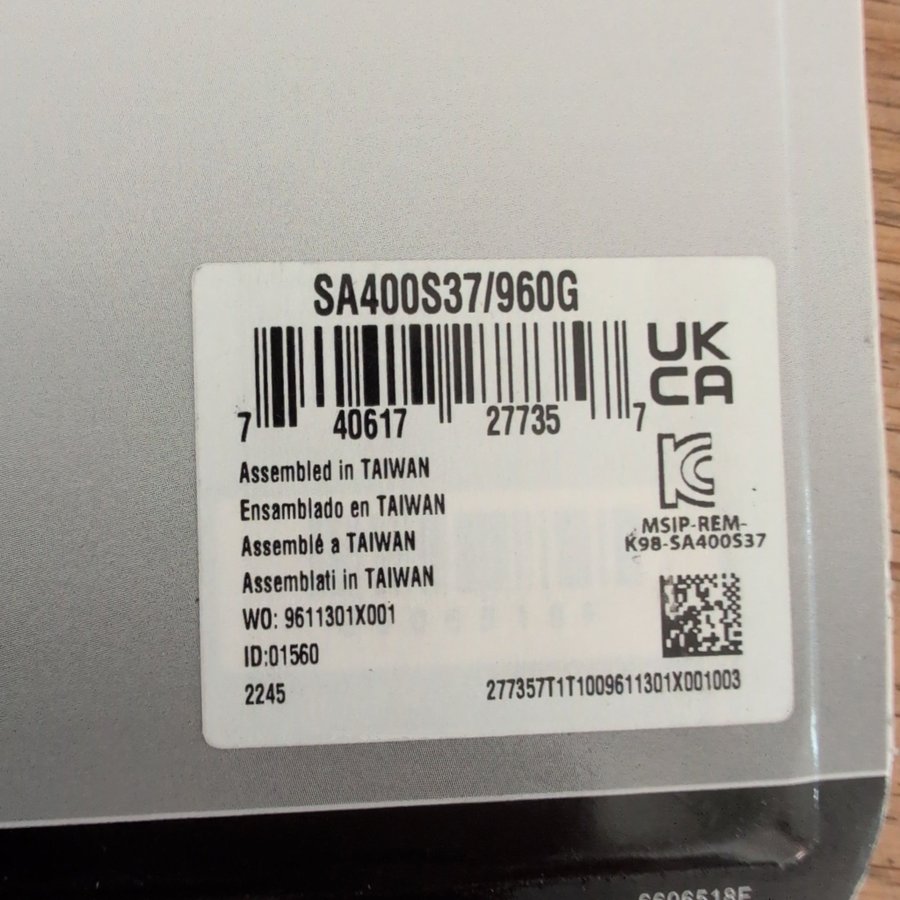 SA400S37/960G
7 40617 27735 7
UK
CA
Assembled in TAIWAN
Ensamblado en TAIWAN
Assemblé a TAIWAN
Assemblati in TAIWAN
WO: 9611301X001
ID:01560
2245
MSIP-REM-
K98-SA400S37
277357T1T1009611301X001003